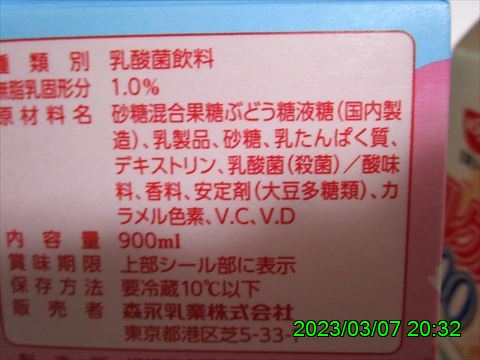 種類別 乳酸菌飲料
無脂乳固形分 1.0%
原材料名 砂糖混合果糖ぶどう糖液糖(国内製
造)、乳製品、砂糖、乳たんぱく質、
デキストリン、乳酸菌(殺菌)/酸味
料、香料、安定剤(大豆多糖類)、カ
ラメル色素、V.C、V.D
内容量 900ml
賞味期限 上部シール部に表示
保存方法 要冷蔵10℃以下
販売者 森永乳業株式会社
東京都港区芝5-33-1
2023/03/07 20:32